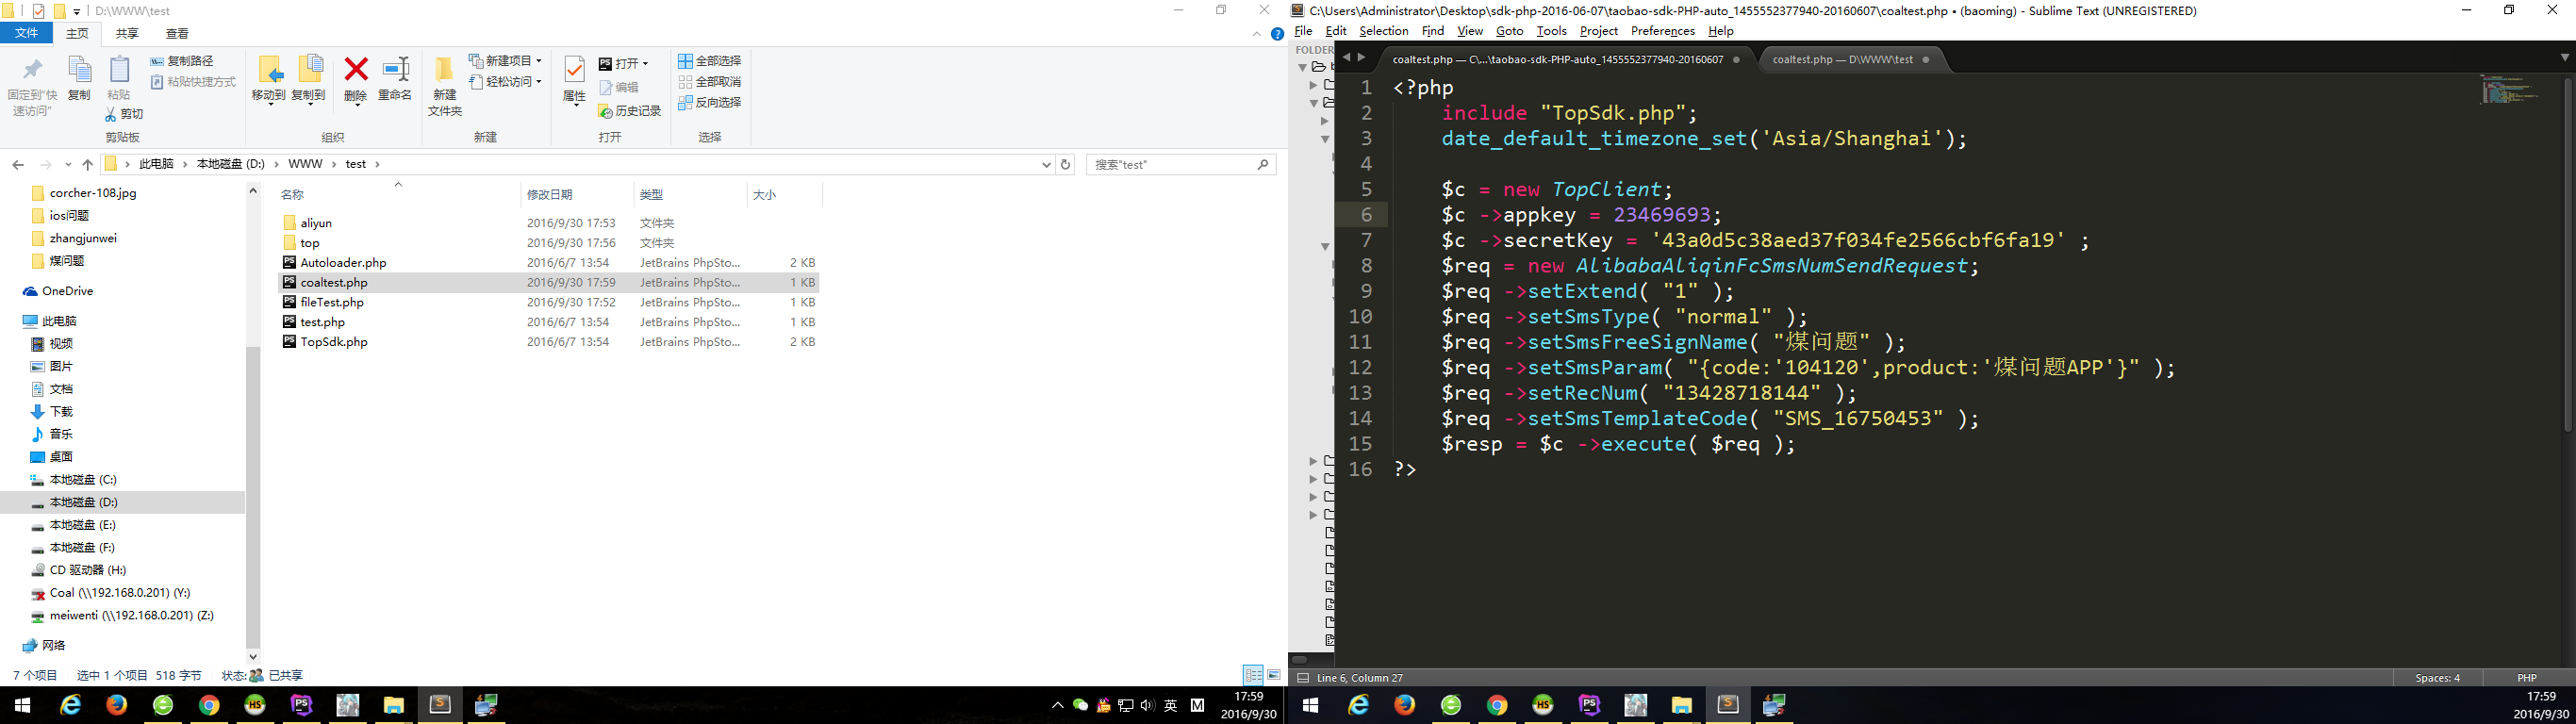 D:\WWW\test
文件 主页 共享 查看
固定到"快速访问"
复制
粘贴
复制路径
粘贴快捷方式
剪切
剪贴板
移动到 复制到 删除 重命名
组织
新建文件夹
新建项目
轻松访问
新建
属性
打开
编辑
历史记录
打开
全部选择
全部取消
反向选择
选择
此电脑 本地磁盘 (D:) WWW test
搜索"test"
corcher-108.jpg
ios问题
zhangjunwei
煤问题
OneDrive
此电脑
视频
图片
文档
下载
音乐
桌面
本地磁盘 (C:)
本地磁盘 (D:)
本地磁盘 (E:)
本地磁盘 (F:)
CD 驱动器 (H:)
Coal (\\192.168.0.201) (Y:)
meiwenti (\\192.168.0.201) (Z:)
网络
名称 修改日期 类型 大小
aliyun 2016/9/30 17:53 文件夹
top 2016/9/30 17:56 文件夹
Autoloader.php 2016/6/7 13:54 JetBrains PhpSto... 2 KB
coaltest.php 2016/9/30 17:59 JetBrains PhpSto... 1 KB
fileTest.php 2016/9/30 17:52 JetBrains PhpSto... 1 KB
test.php 2016/6/7 13:54 JetBrains PhpSto... 1 KB
TopSdk.php 2016/6/7 13:54 JetBrains PhpSto... 2 KB
7 个项目 选中 1 个项目 518 字节 状态: 已共享
英 M
17:59
2016/9/30
C:\Users\Administrator\Desktop\sdk-php-2016-06-07\taobao-sdk-PHP-auto_1455552377940-20160607\coaltest.php • (baoming) - Sublime Text (UNREGISTERED)
File Edit Selection Find View Goto Tools Project Preferences Help
FOLDER
coaltest.php — C\...\taobao-sdk-PHP-auto_1455552377940-20160607
coaltest.php — D\WWW\test
1 <?php
2 include "TopSdk.php";
3 date_default_timezone_set('Asia/Shanghai');
4
5 $c = new TopClient;
6 $c ->appkey = 23469693;
7 $c ->secretKey = '43a0d5c38aed37f034fe2566cbf6fa19' ;
8 $req = new AlibabaAliqinFcSmsNumSendRequest;
9 $req ->setExtend( "1" );
10 $req ->setSmsType( "normal" );
11 $req ->setSmsFreeSignName( "煤问题" );
12 $req ->setSmsParam( "{code:'104120',product:'煤问题APP'}" );
13 $req ->setRecNum( "13428718144" );
14 $req ->setSmsTemplateCode( "SMS_16750453" );
15 $resp = $c ->execute( $req );
16 ?>
Line 6, Column 27 Spaces: 4 PHP
17:59
2016/9/30